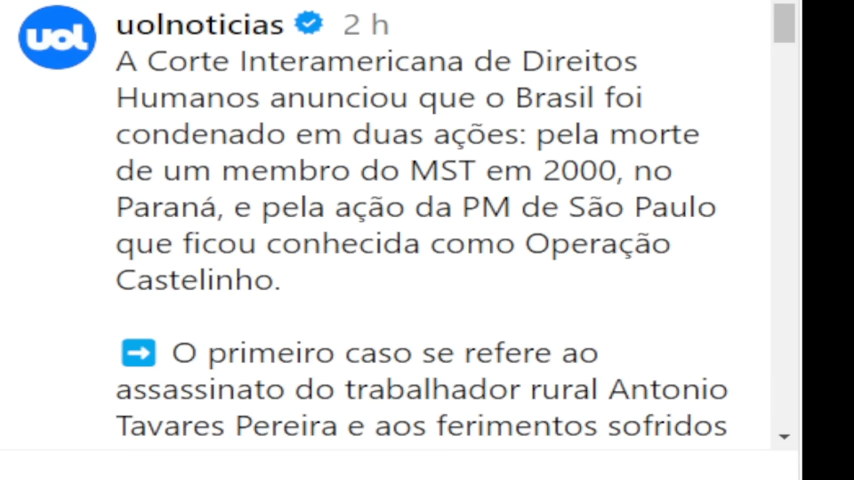 uol
uolnoticias 2 h
A Corte Interamericana de Direitos
Humanos anunciou que o Brasil foi
condenado em duas ações: pela morte
de um membro do MST em 2000, no
Paraná, e pela ação da PM de São Paulo
que ficou conhecida como Operação
Castelinho.
➡️ O primeiro caso se refere ao
assassinato do trabalhador rural Antonio
Tavares Pereira e aos ferimentos sofridos